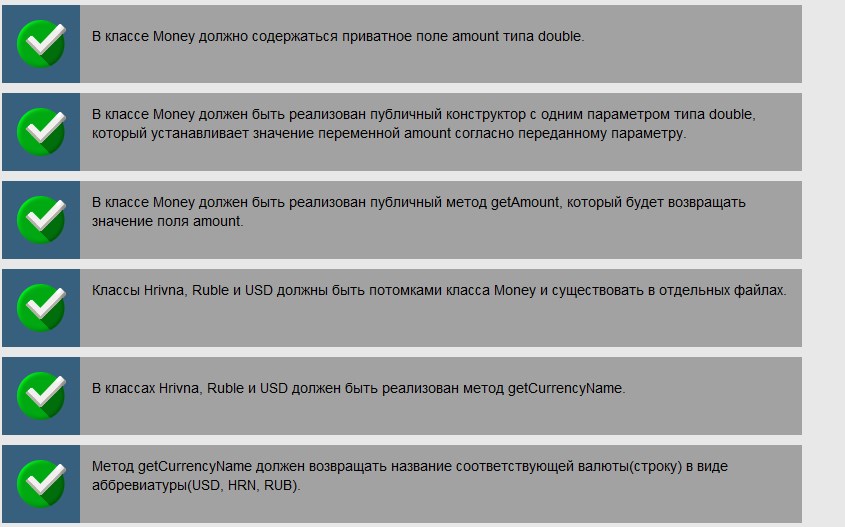 В классе Money должно содержаться приватное поле amount типа double.
В классе Money должен быть реализован публичный конструктор с одним параметром типа double,
который устанавливает значение переменной amount согласно переданному параметру.
В классе Money должен быть реализован публичный метод getAmount, который будет возвращать
значение поля amount.
Классы Hrivna, Ruble и USD должны быть потомками класса Money и существовать в отдельных файлах.
В классах Hrivna, Ruble и USD должен быть реализован метод getCurrencyName.
Метод getCurrencyName должен возвращать название соответствующей валюты(строку) в виде
аббревиатуры(USD, HRN, RUB).